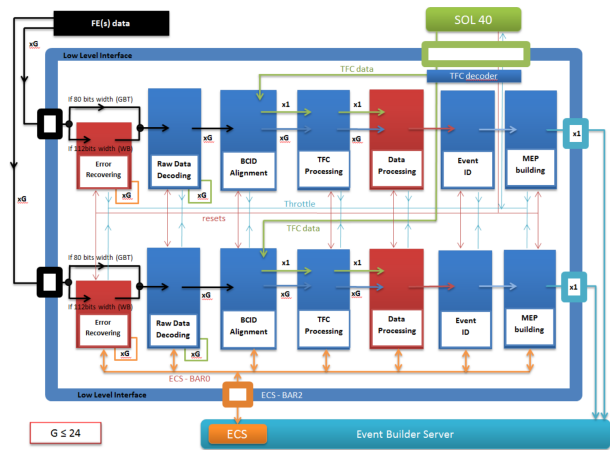 FE(s) data
SOL 40
xG
Low Level Interface
TFC data
TFC decoder
If 80 bits width (GBT)
x1
x1
x1
xG
xG
xG
xG
If 112bits width (WB)
Error
Recovering
Raw Data
Decoding
BCID
Alignment
TFC
Processing
Data
Processing
Event
ID
MEP
building
xG
xG
xG
Throttle
resets
TFC data
If 80 bits width (GBT)
x1
x1
x1
xG
xG
xG
If 112bits width (WB)
Error
Recovering
Raw Data
Decoding
BCID
Alignment
TFC
Processing
Data
Processing
Event
ID
MEP
building
xG
xG
ECS - BAR0
Low Level Interface
ECS - BAR2
G ≤ 24
ECS
Event Builder Server